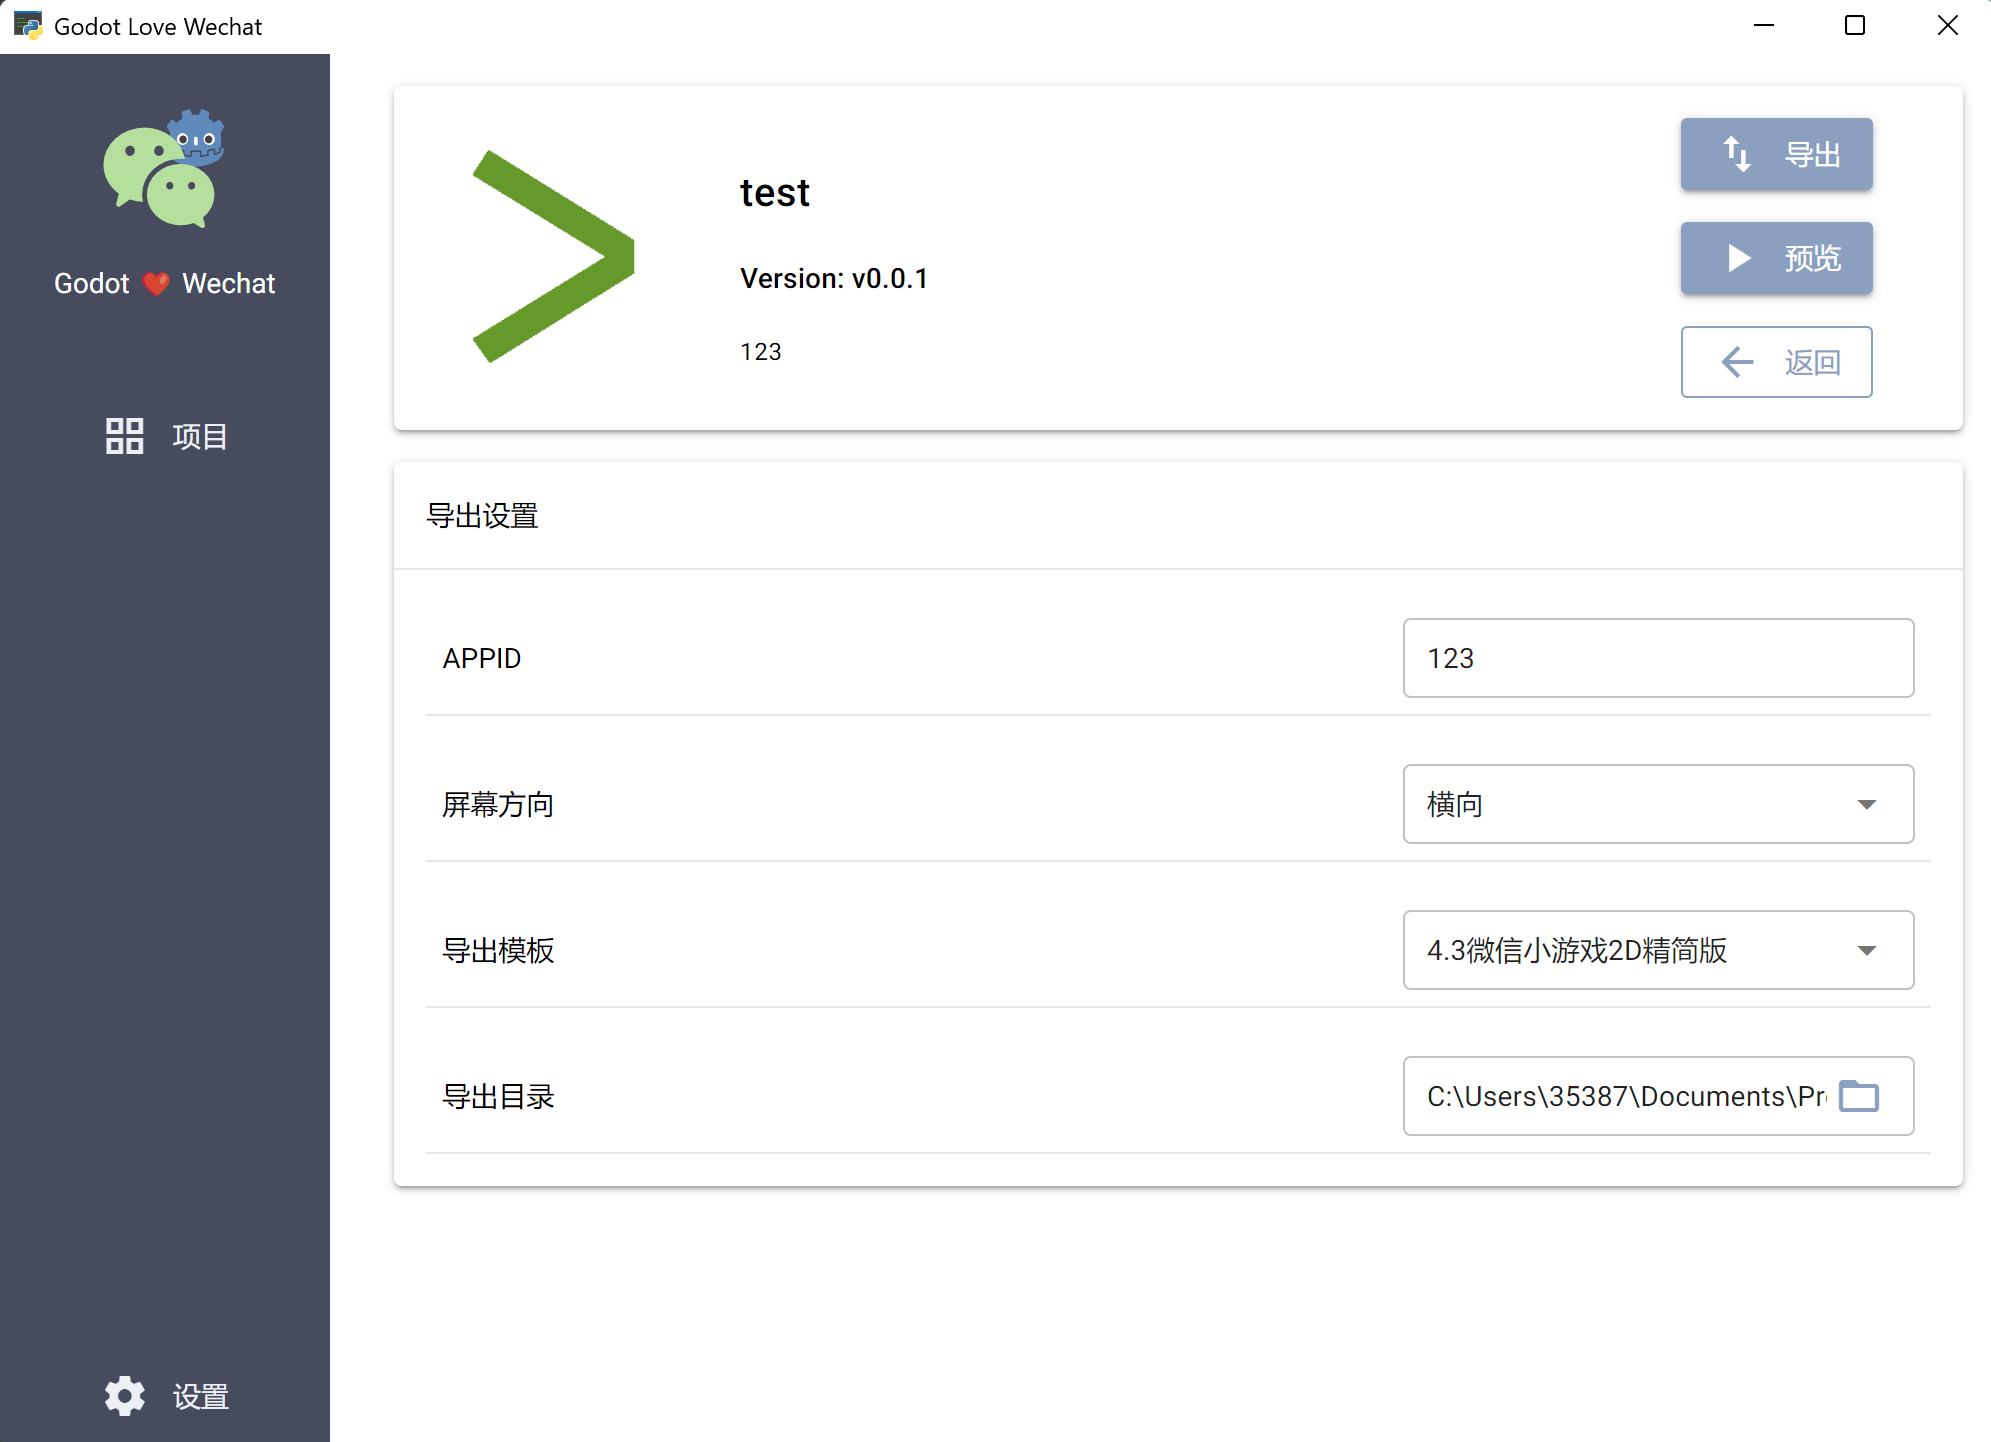 Godot Love Wechat
Godot ❤️ Wechat
项目
设置
test
Version: v0.0.1
123
导出
预览
返回
导出设置
APPID
123
屏幕方向
横向
导出模板
4.3微信小游戏2D精简版
导出目录
C:\Users\35387\Documents\Pr